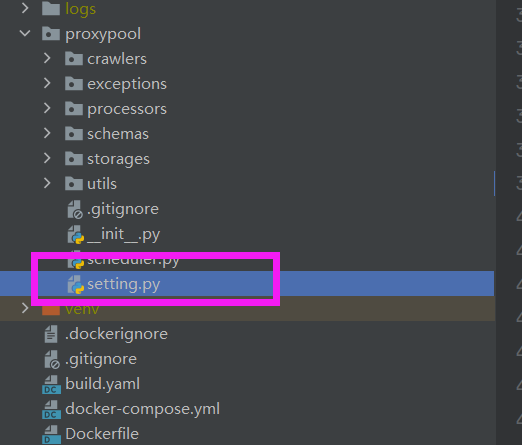 logs
proxypool
crawlers
exceptions
processors
schemas
storages
utils
.gitignore
__init__.py
scheduler.py
setting.py
venv
.dockerignore
.gitignore
build.yaml
docker-compose.yml
Dockerfile